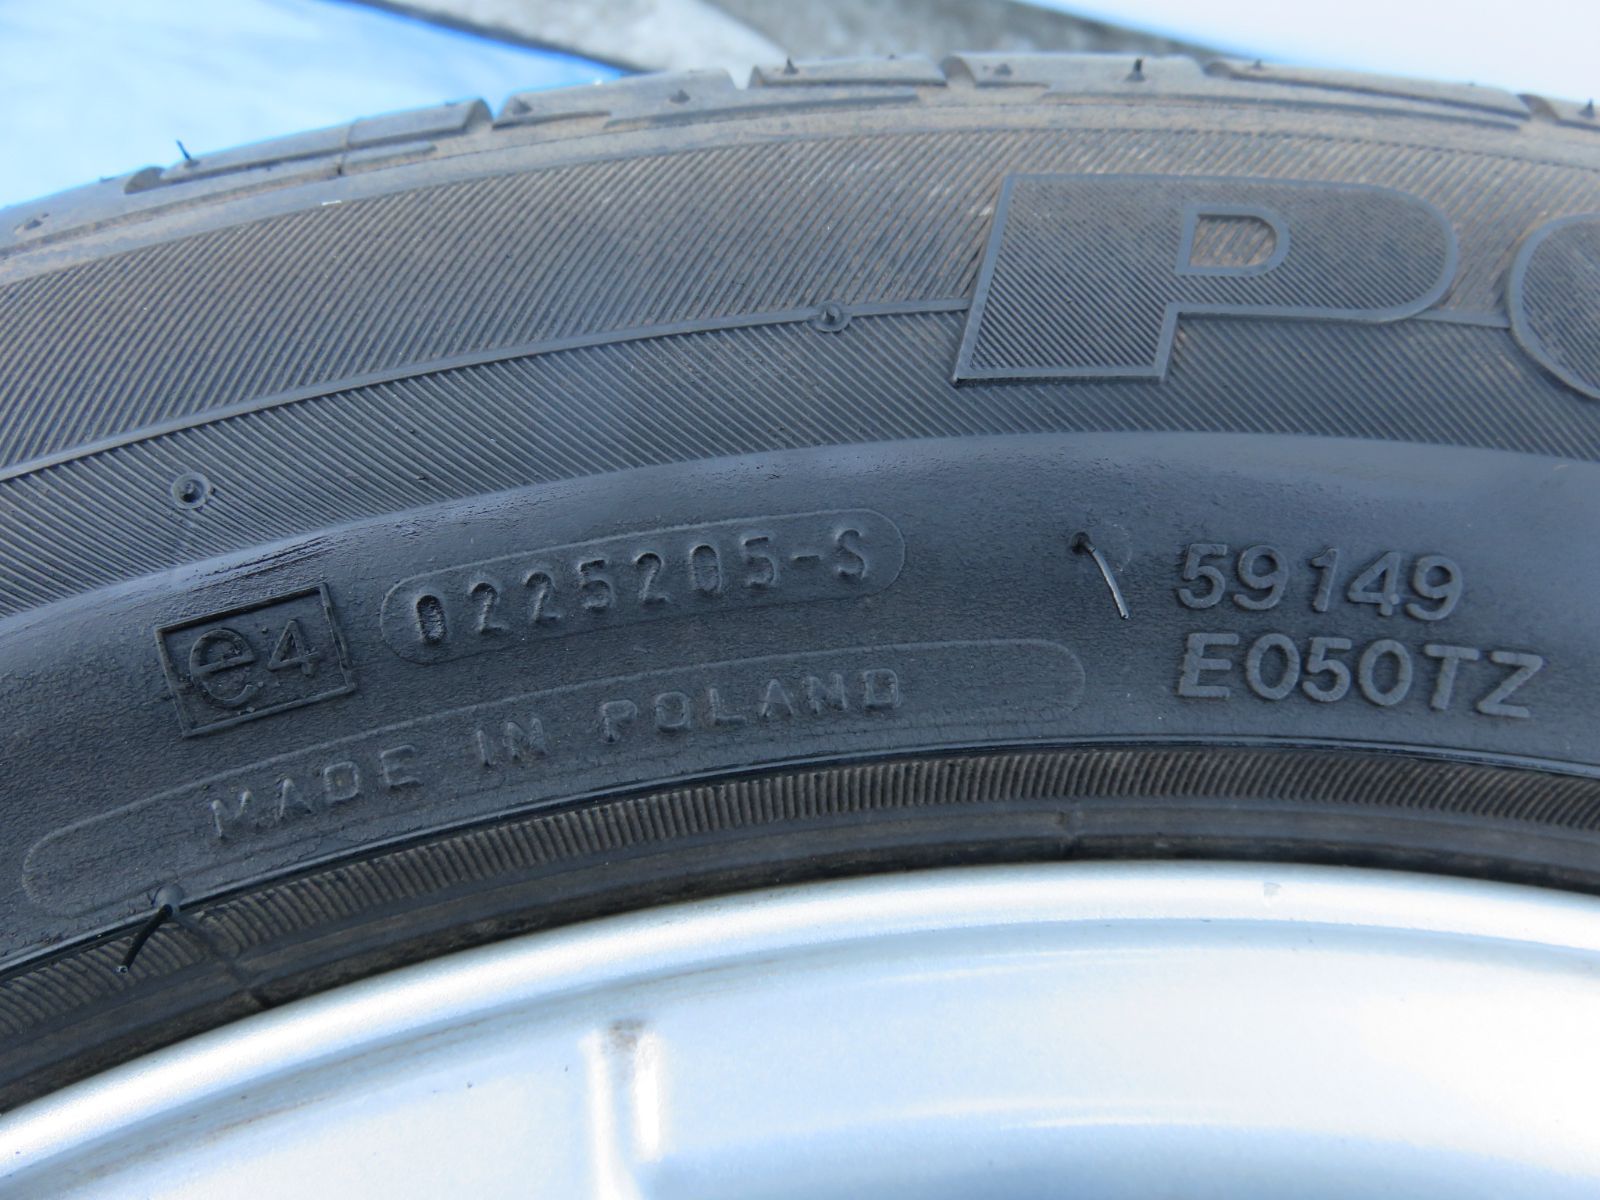 PO
e4 0225205-S
MADE IN POLAND
59149
E050TZ